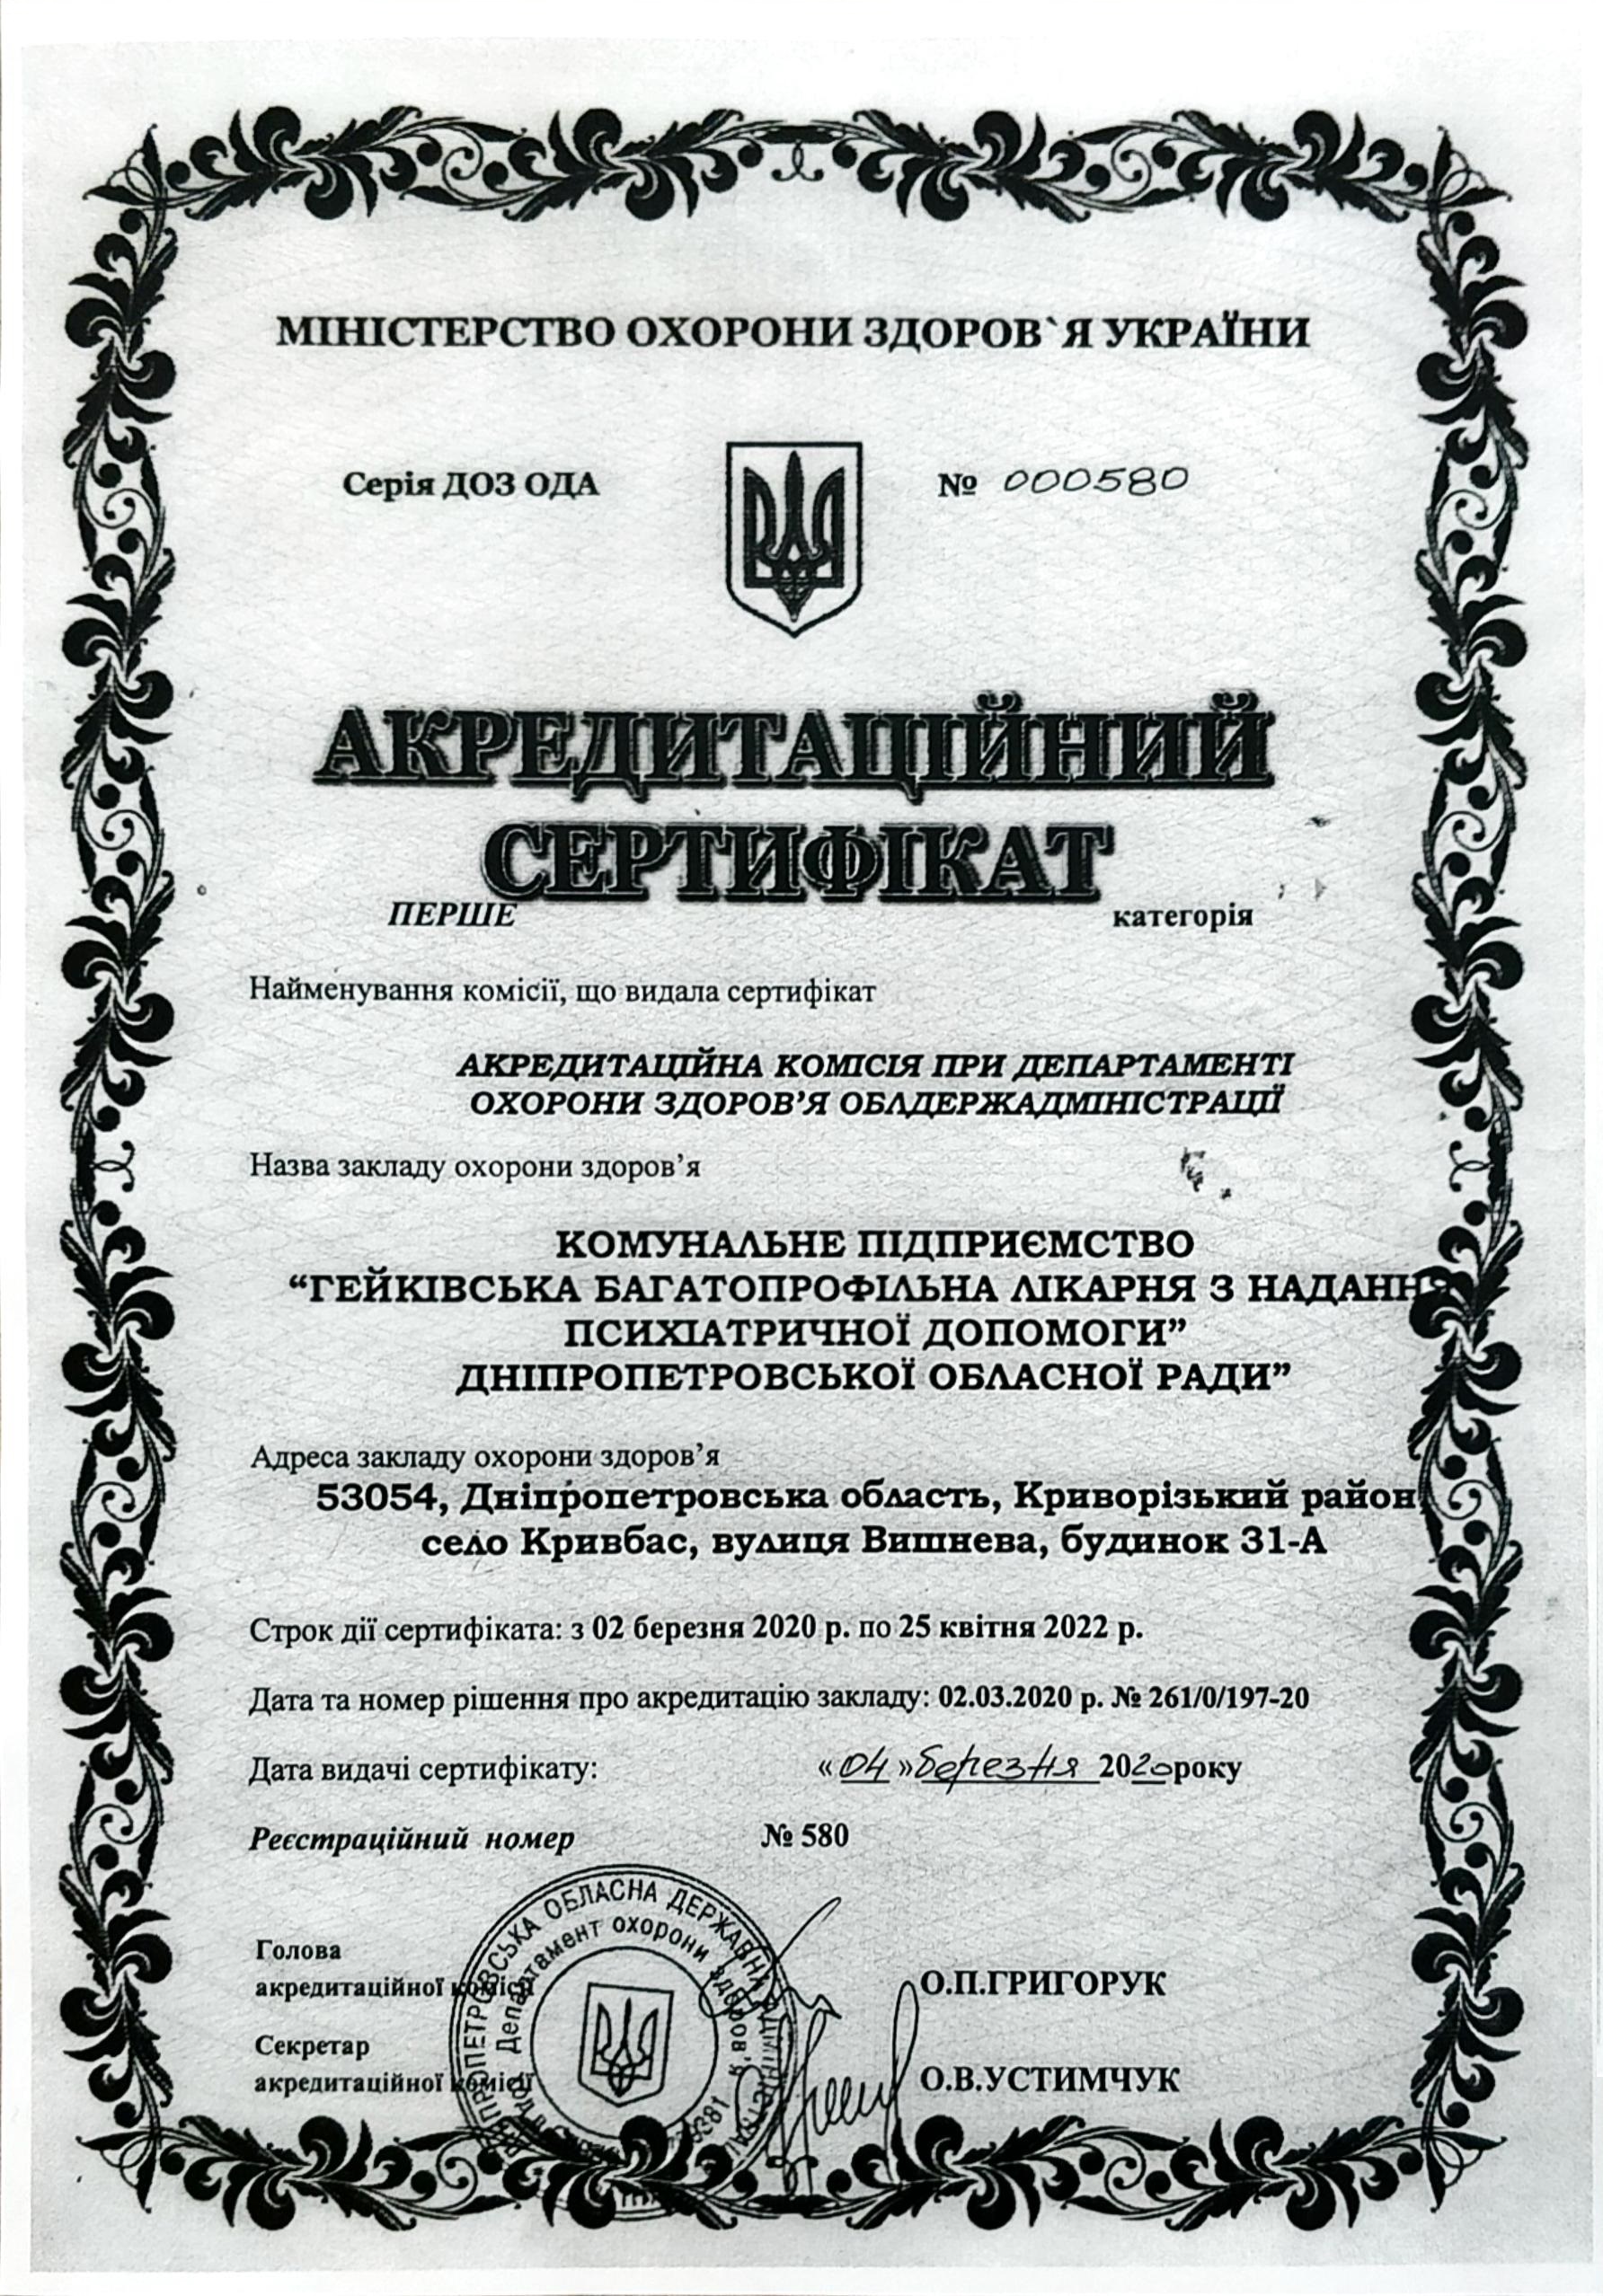 МІНІСТЕРСТВО ОХОРОНИ ЗДОРОВ`Я УКРАЇНИ
Серія ДОЗ ОДА № 000580
АКРЕДИТАЦІЙНИЙ
СЕРТИФІКАТ
ПЕРШЕ категорія
Найменування комісії, що видала сертифікат
АКРЕДИТАЦІЙНА КОМІСІЯ ПРИ ДЕПАРТАМЕНТІ
ОХОРОНИ ЗДОРОВ’Я ОБЛДЕРЖАДМІНІСТРАЦІЇ
Назва закладу охорони здоров’я
КОМУНАЛЬНЕ ПІДПРИЄМСТВО
“ГЕЙКІВСЬКА БАГАТОПРОФІЛЬНА ЛІКАРНЯ З НАДАННЯ
ПСИХІАТРИЧНОЇ ДОПОМОГИ”
ДНІПРОПЕТРОВСЬКОЇ ОБЛАСНОЇ РАДИ”
Адреса закладу охорони здоров’я
53054, Дніпропетровська область, Криворізький район,
село Кривбас, вулиця Вишнева, будинок 31-А
Строк дії сертифіката: з 02 березня 2020 р. по 25 квітня 2022 р.
Дата та номер рішення про акредитацію закладу: 02.03.2020 р. № 261/0/197-20
Дата видачі сертифікату: «04» березня 2020року
Реєстраційний номер № 580
Голова
акредитаційної комісії О.П.ГРИГОРУК
Секретар
акредитаційної комісії О.В.УСТИМЧУК
ОБЛАСНА ДЕРЖАВНА
Департамент охорони здоров'я